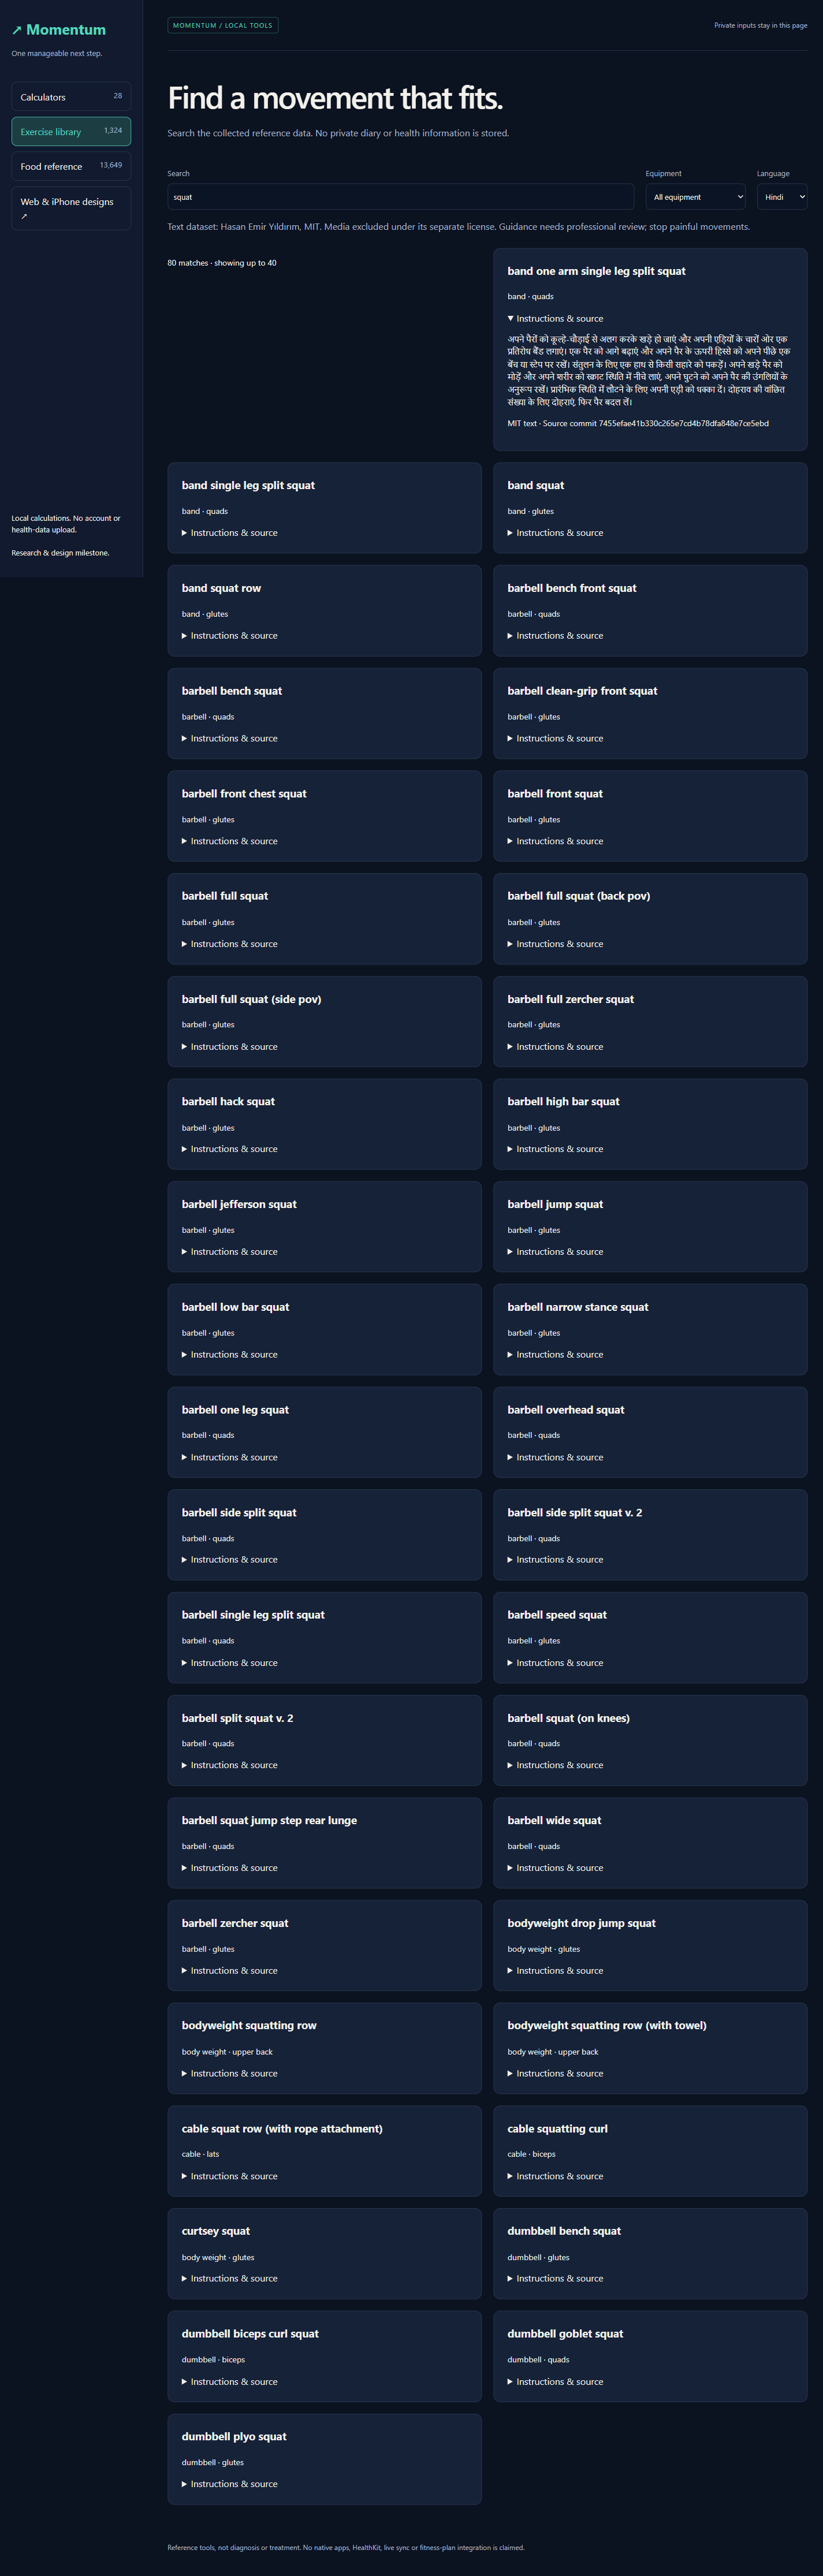 ↗ Momentum
One manageable next step.
Calculators 28
Exercise library 1,324
Food reference 13,649
Web & iPhone designs
↗
Local calculations. No account or
health-data upload.
Research & design milestone.
MOMENTUM / LOCAL TOOLS
Private inputs stay in this page
Find a movement that fits.
Search the collected reference data. No private diary or health information is stored.
Search
Equipment
Language
squat
All equipment
Hindi
Text dataset: Hasan Emir Yıldırım, MIT. Media excluded under its separate license. Guidance needs professional review; stop painful movements.
80 matches · showing up to 40
band one arm single leg split squat
band · quads
▼ Instructions & source
अपने पैरों को कूल्हे-चौड़ाई से अलग करके खड़े हो जाएं और अपनी एड़ियों के चारों ओर एक
प्रतिरोध बैंड लगाएं। एक पैर को आगे बढ़ाएं और अपने पैर के ऊपरी हिस्से को अपने पीछे एक
बेंच या स्टेप पर रखें। संतुलन के लिए एक हाथ से किसी सहारे को पकड़ें। अपने खड़े पैर को
मोड़ें और अपने शरीर को स्क्वाट स्थिति में नीचे लाएं, अपने घुटने को अपने पैर की उंगलियों के
अनुरूप रखें। प्रारंभिक स्थिति में लौटने के लिए अपनी एड़ी को धक्का दें। दोहराव की वांछित
संख्या के लिए दोहराएं, फिर पैर बदल लें।
MIT text · Source commit 7455efae41b330c265e7cd4b78dfa848e7ce5ebd
band single leg split squat
band · quads
▶ Instructions & source
band squat
band · glutes
▶ Instructions & source
band squat row
band · glutes
▶ Instructions & source
barbell bench front squat
barbell · quads
▶ Instructions & source
barbell bench squat
barbell · quads
▶ Instructions & source
barbell clean-grip front squat
barbell · glutes
▶ Instructions & source
barbell front chest squat
barbell · glutes
▶ Instructions & source
barbell front squat
barbell · glutes
▶ Instructions & source
barbell full squat
barbell · glutes
▶ Instructions & source
barbell full squat (back pov)
barbell · glutes
▶ Instructions & source
barbell full squat (side pov)
barbell · glutes
▶ Instructions & source
barbell full zercher squat
barbell · glutes
▶ Instructions & source
barbell hack squat
barbell · glutes
▶ Instructions & source
barbell high bar squat
barbell · glutes
▶ Instructions & source
barbell jefferson squat
barbell · glutes
▶ Instructions & source
barbell jump squat
barbell · glutes
▶ Instructions & source
barbell low bar squat
barbell · glutes
▶ Instructions & source
barbell narrow stance squat
barbell · glutes
▶ Instructions & source
barbell one leg squat
barbell · quads
▶ Instructions & source
barbell overhead squat
barbell · quads
▶ Instructions & source
barbell side split squat
barbell · quads
▶ Instructions & source
barbell side split squat v. 2
barbell · quads
▶ Instructions & source
barbell single leg split squat
barbell · quads
▶ Instructions & source
barbell speed squat
barbell · glutes
▶ Instructions & source
barbell split squat v. 2
barbell · quads
▶ Instructions & source
barbell squat (on knees)
barbell · quads
▶ Instructions & source
barbell squat jump step rear lunge
barbell · quads
▶ Instructions & source
barbell wide squat
barbell · quads
▶ Instructions & source
barbell zercher squat
barbell · glutes
▶ Instructions & source
bodyweight drop jump squat
body weight · glutes
▶ Instructions & source
bodyweight squatting row
body weight · upper back
▶ Instructions & source
bodyweight squatting row (with towel)
body weight · upper back
▶ Instructions & source
cable squat row (with rope attachment)
cable · lats
▶ Instructions & source
cable squatting curl
cable · biceps
▶ Instructions & source
curtsey squat
body weight · glutes
▶ Instructions & source
dumbbell bench squat
dumbbell · glutes
▶ Instructions & source
dumbbell biceps curl squat
dumbbell · biceps
▶ Instructions & source
dumbbell goblet squat
dumbbell · quads
▶ Instructions & source
dumbbell plyo squat
dumbbell · glutes
▶ Instructions & source
Reference tools, not diagnosis or treatment. No native apps, HealthKit, live sync or fitness-plan integration is claimed.